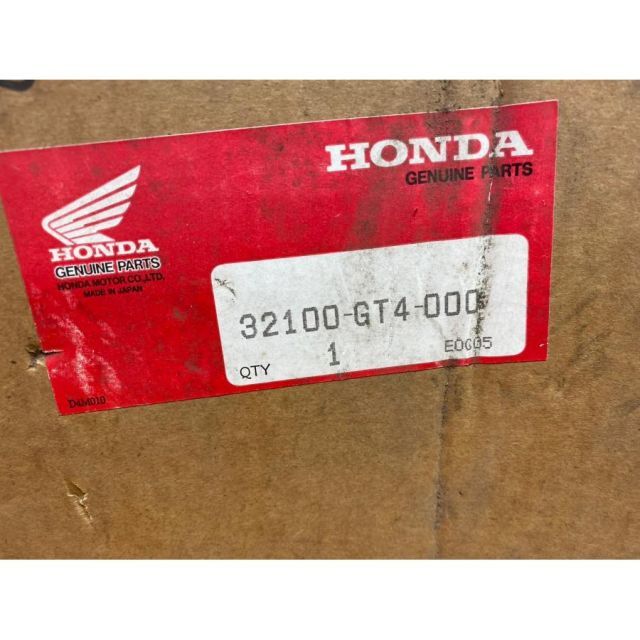 HONDA
GENUINE PARTS
HONDA
GENUINE PARTS
HONDA MOTOR CO.,LTD.
MADE IN JAPAN
32100-GT4-000
QTY 1 E0C05
D4M010